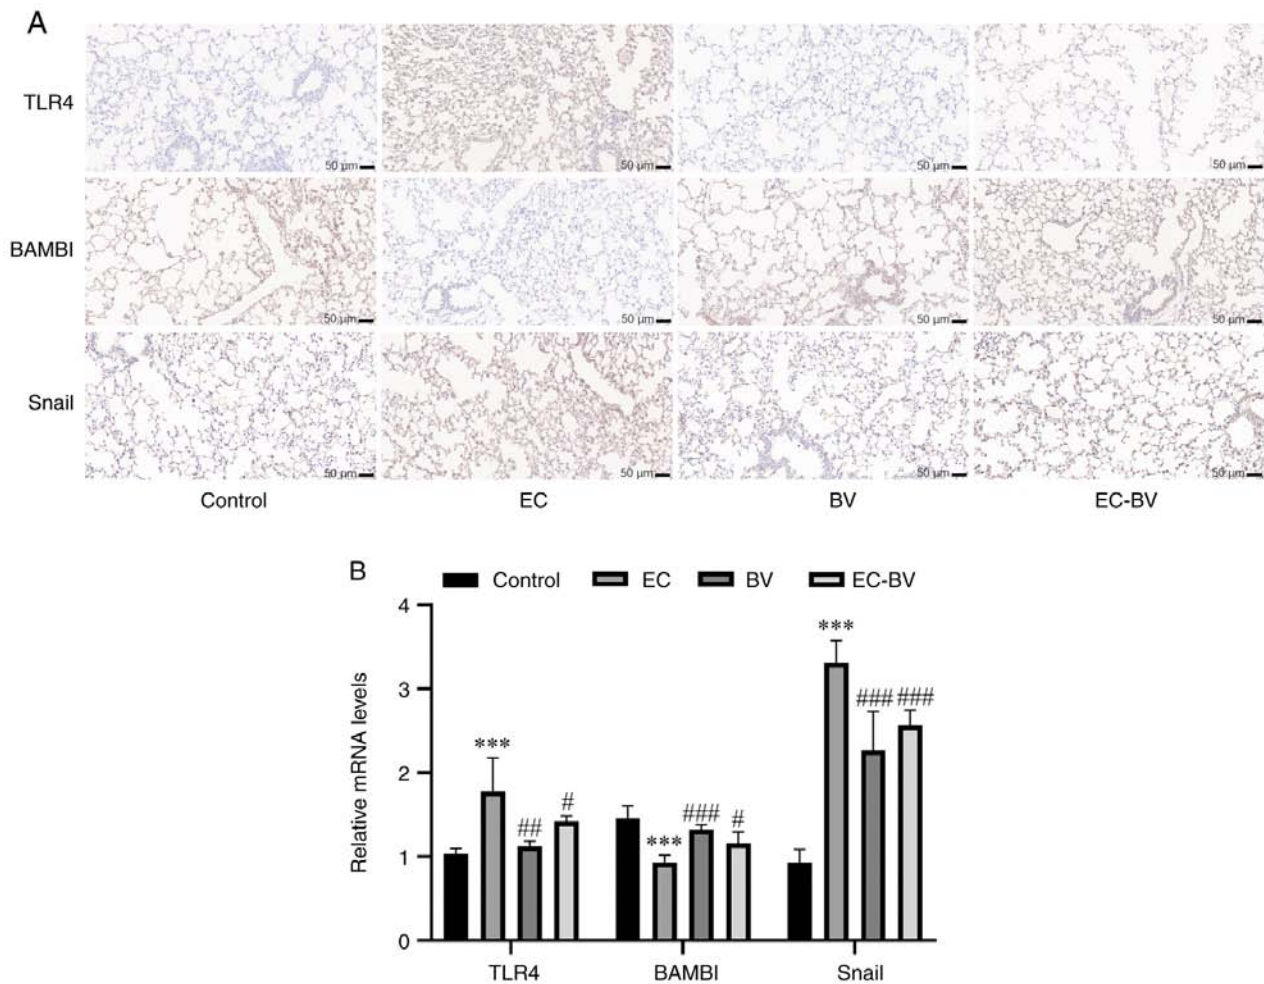 A
TLR4
50 µm
50 µm
50 µm
50 µm
BAMBI
50 µm
50 µm
50 µm
50 µm
Snail
50 µm
50 µm
50 µm
50 µm
Control EC BV EC-BV
B
Control EC BV EC-BV
Relative mRNA levels
4
3
2
1
0
*** ## #
*** ### #
*** ### ###
TLR4 BAMBI Snail